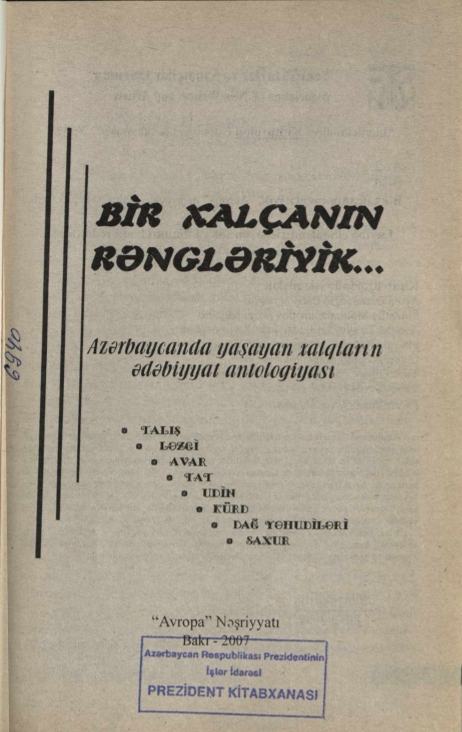 BİR XALÇANIN
RƏNGLƏRİYİK...
Azərbaycanda yaşayan xalqların
ədəbiyyat antologiyası
TALIŞ
LƏZGİ
AVAR
TAT
UDİN
KÜRD
DAĞ YƏHUDİLƏRİ
SAXUR
"Avropa" Nəşriyyatı
Bakı - 2007
Azərbaycan Respublikası Prezidentinin
İşlər İdarəsi
PREZİDENT KİTABXANASI